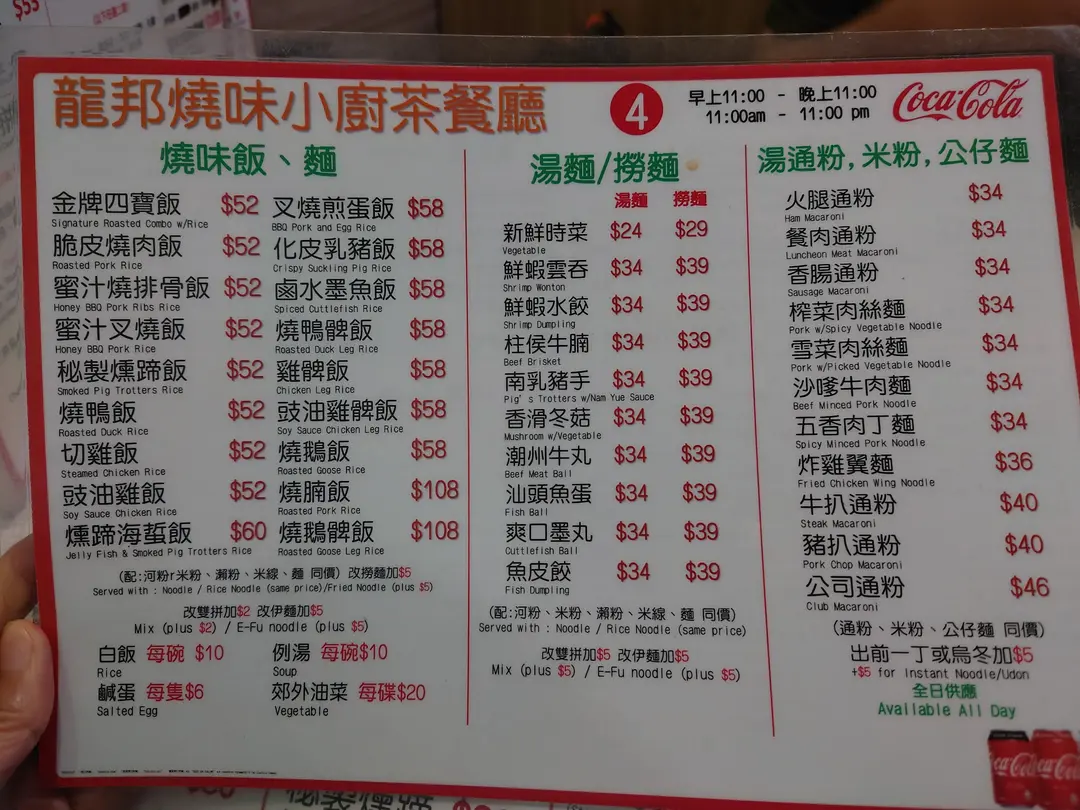 $53
龍邦燒味小廚茶餐廳
4
早上11:00 - 晚上11:00
11:00am - 11:00 pm
Coca-Cola
燒味飯、麵
金牌四寶飯 $52
Signature Roasted Combo w/Rice
脆皮燒肉飯 $52
Roasted Pork Rice
蜜汁燒排骨飯 $52
Honey BBQ Pork Ribs Rice
蜜汁叉燒飯 $52
Honey BBQ Pork Rice
秘製燻蹄飯 $52
Smoked Pig Trotters Rice
燒鴨飯 $52
Roasted Duck Rice
切雞飯 $52
Steamed Chicken Rice
豉油雞飯 $52
Soy Sauce Chicken Rice
燻蹄海蜇飯 $60
Jelly Fish & Smoked Pig Trotters Rice
叉燒煎蛋飯 $58
BBQ Pork and Egg Rice
化皮乳豬飯 $58
Crispy Suckling Pig Rice
鹵水墨魚飯 $58
Spiced Cuttlefish Rice
燒鴨髀飯 $58
Roasted Duck Leg Rice
雞髀飯 $58
Chicken Leg Rice
豉油雞髀飯 $58
Soy Sauce Chicken Leg Rice
燒鵝飯 $58
Roasted Goose Rice
燒腩飯 $108
Roasted Pork Rice
燒鵝髀飯 $108
Roasted Goose Leg Rice
(配:河粉r米粉、瀨粉、米線、麵 同價) 改撈麵加$5
Served with : Noodle / Rice Noodle (same price)/Fried Noodle (plus $5)
改雙拼加$2 改伊麵加$5
Mix (plus $2) / E-Fu noodle (plus $5)
白飯 每碗 $10
Rice
例湯 每碗$10
Soup
鹹蛋 每隻$6
Salted Egg
郊外油菜 每碟$20
Vegetable
湯麵/撈麵
湯麵 撈麵
新鮮時菜 $24 $29
Vegetable
鮮蝦雲吞 $34 $39
Shrimp Wonton
鮮蝦水餃 $34 $39
Shrimp Dumpling
柱侯牛腩 $34 $39
Beef Brisket
南乳豬手 $34 $39
Pig's Trotters w/Nam Yue Sauce
香滑冬菇 $34 $39
Mushroom w/Vegetable
潮州牛丸 $34 $39
Beef Meat Ball
汕頭魚蛋 $34 $39
Fish Ball
爽口墨丸 $34 $39
Cuttlefish Ball
魚皮餃 $34 $39
Fish Dumpling
(配:河粉、米粉、瀨粉、米線、麵 同價)
Served with : Noodle / Rice Noodle (same price)
改雙拼加$5 改伊麵加$5
Mix (plus $5) / E-Fu noodle (plus $5)
湯通粉,米粉,公仔麵
火腿通粉 $34
Ham Macaroni
餐肉通粉 $34
Luncheon Meat Macaroni
香腸通粉 $34
Sausage Macaroni
榨菜肉絲麵 $34
Pork w/Spicy Vegetable Noodle
雪菜肉絲麵 $34
Pork w/Picked Vegetable Noodle
沙嗲牛肉麵 $34
Beef Minced Pork Noodle
五香肉丁麵 $34
Spicy Minced Pork Noodle
炸雞翼麵 $36
Fried Chicken Wing Noodle
牛扒通粉 $40
Steak Macaroni
豬扒通粉 $40
Pork Chop Macaroni
公司通粉 $46
Club Macaroni
(通粉、米粉、公仔麵 同價)
出前一丁或烏冬加$5
+$5 for Instant Noodle/Udon
全日供應
Available All Day